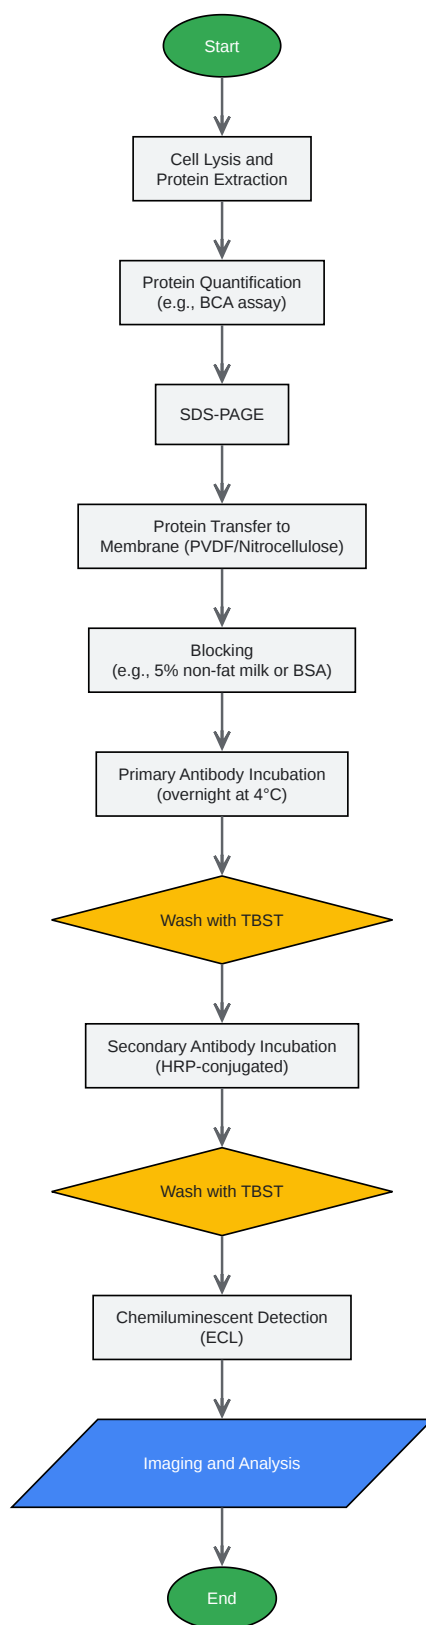 Start
Cell Lysis and
Protein Extraction
Protein Quantification
(e.g., BCA assay)
SDS-PAGE
Protein Transfer to
Membrane (PVDF/Nitrocellulose)
Blocking
(e.g., 5% non-fat milk or BSA)
Primary Antibody Incubation
(overnight at 4°C)
Wash with TBST
Secondary Antibody Incubation
(HRP-conjugated)
Wash with TBST
Chemiluminescent Detection
(ECL)
Imaging and Analysis
End